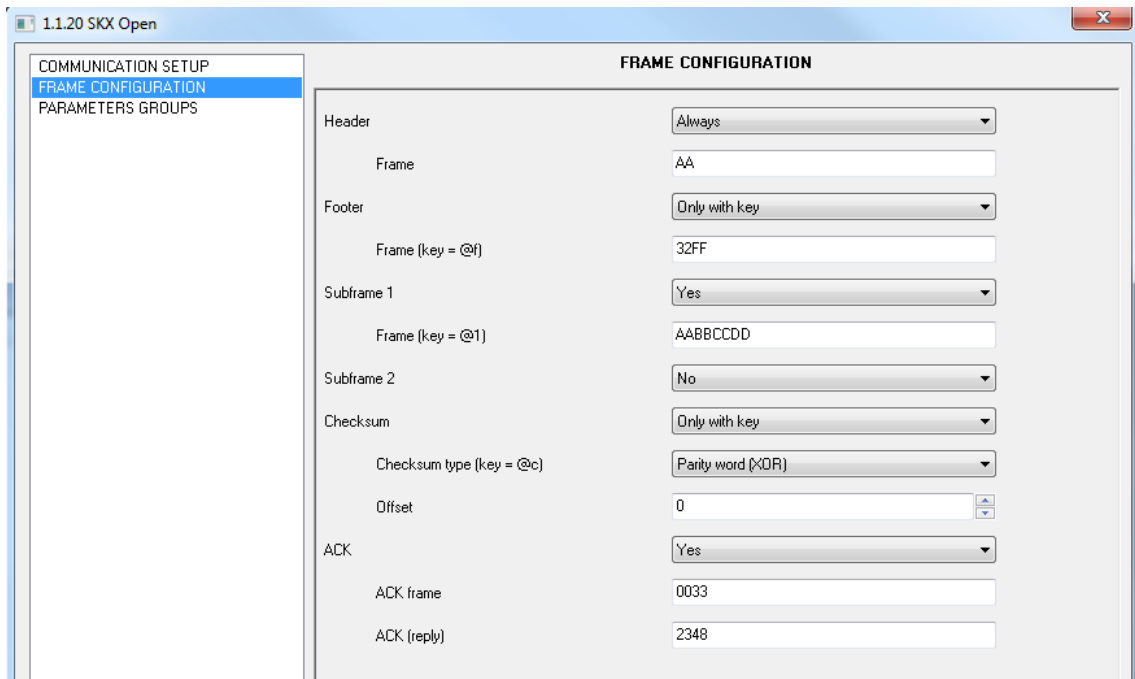 1.1.20 SKX Open
COMMUNICATION SETUP
FRAME CONFIGURATION
PARAMETERS GROUPS
FRAME CONFIGURATION
Header Always
Frame AA
Footer Only with key
Frame (key = @f) 32FF
Subframe 1 Yes
Frame (key = @1) AABBCCDD
Subframe 2 No
Checksum Only with key
Checksum type (key = @c) Parity word (XOR)
Offset 0
ACK Yes
ACK frame 0033
ACK (reply) 2348